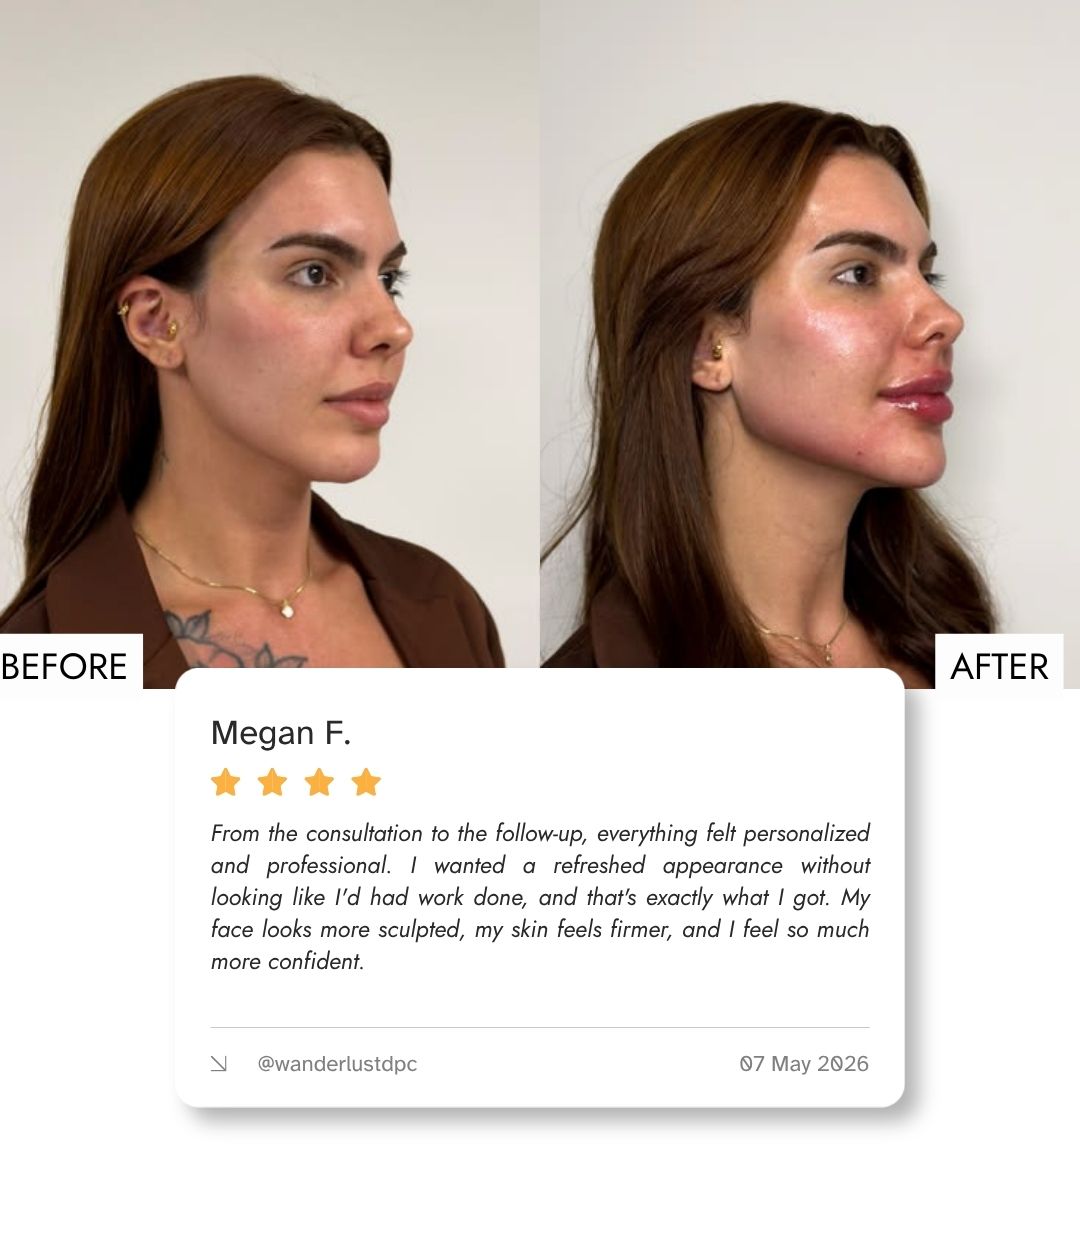 BEFORE
AFTER
Megan F.
From the consultation to the follow-up, everything felt personalized
and professional. I wanted a refreshed appearance without
looking like I'd had work done, and that's exactly what I got. My
face looks more sculpted, my skin feels firmer, and I feel so much
more confident.
@wanderlustdpc
07 May 2026